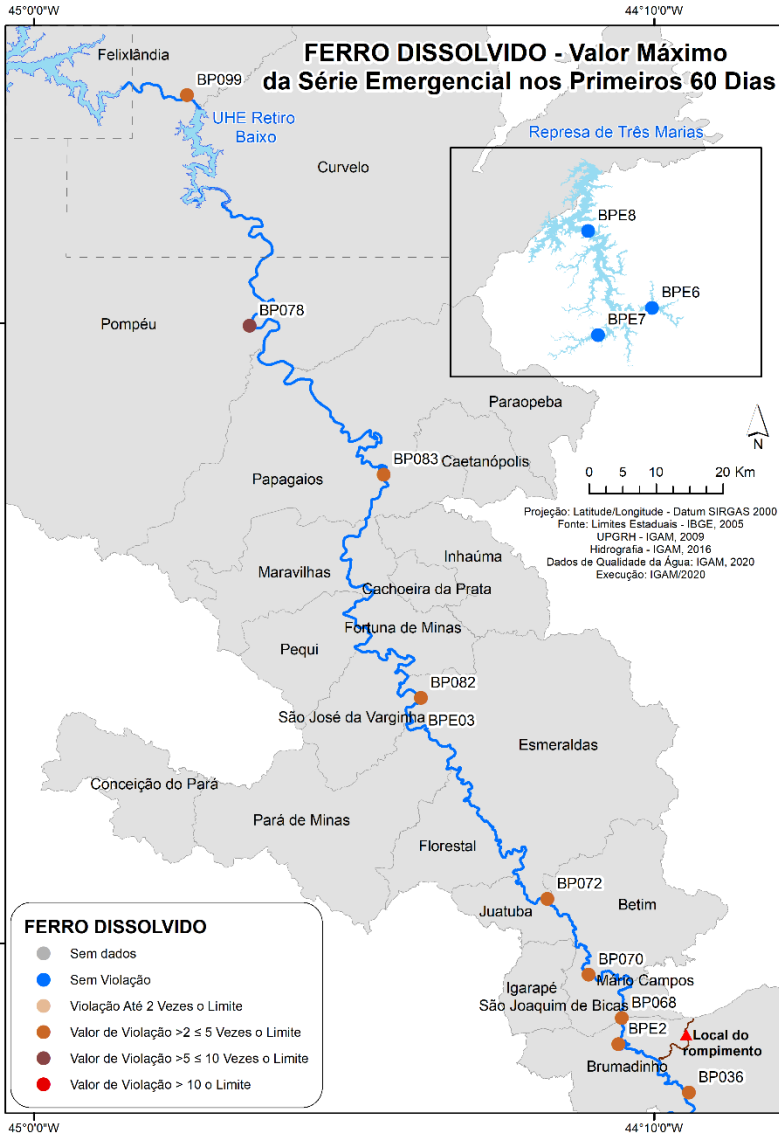 45°0'0"W
44°10'0"W
FERRO DISSOLVIDO - Valor Máximo
da Série Emergencial nos Primeiros 60 Dias
Felixlândia
BP099
UHE Retiro
Baixo
Represa de Três Marias
Curvelo
BPE8
BPE6
BPE7
BP078
Pompéu
Paraopeba
N
BP083
Caetanópolis
0 5 10 20 Km
Papagaios
Projeção: Latitude/Longitude - Datum SIRGAS 2000
Fonte: Limites Estaduais - IBGE, 2005
UPGRH - IGAM, 2009
Hidrografia - IGAM, 2016
Dados de Qualidade da Água: IGAM, 2020
Execução: IGAM/2020
Inhaúma
Maravilhas
Cachoeira da Prata
Fortuna de Minas
Pequi
BP082
São José da Varginha
BPE03
Esmeraldas
Conceição do Pará
Pará de Minas
Florestal
BP072
Juatuba
Betim
BP070
Mário Campos
Igarapé
São Joaquim de Bicas
BP068
BPE2
Local do
rompimento
Brumadinho
BP036
FERRO DISSOLVIDO
Sem dados
Sem Violação
Violação Até 2 Vezes o Limite
Valor de Violação >2 ≤ 5 Vezes o Limite
Valor de Violação >5 ≤ 10 Vezes o Limite
Valor de Violação > 10 o Limite
45°0'0"W
44°10'0"W